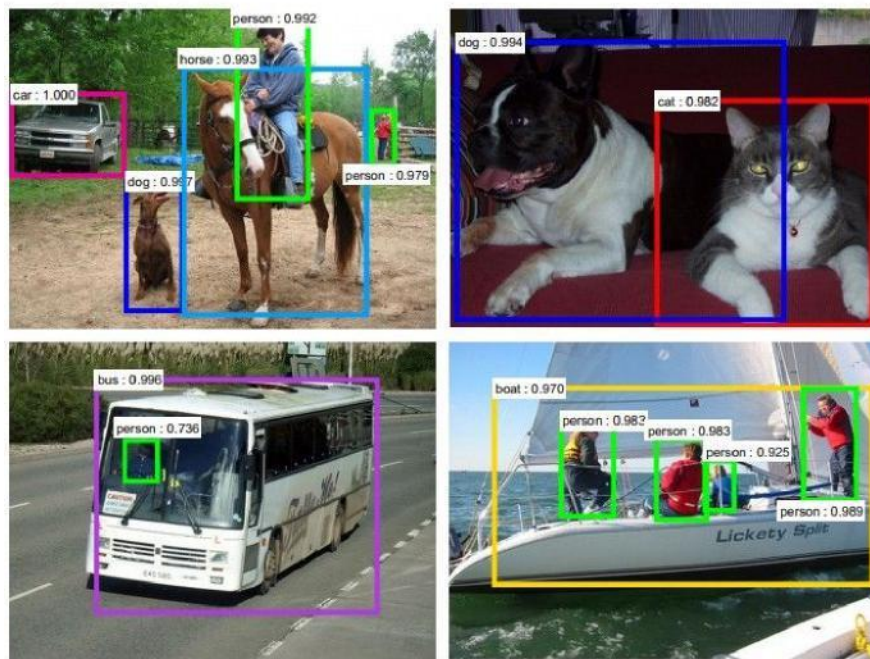 person : 0.992
horse : 0.993
car : 1.000
dog : 0.997
person : 0.979
dog : 0.994
cat : 0.982
bus : 0.996
person : 0.736
CAUTION
boat : 0.970
person : 0.983
person : 0.983
person : 0.925
person : 0.989
Lickety Split